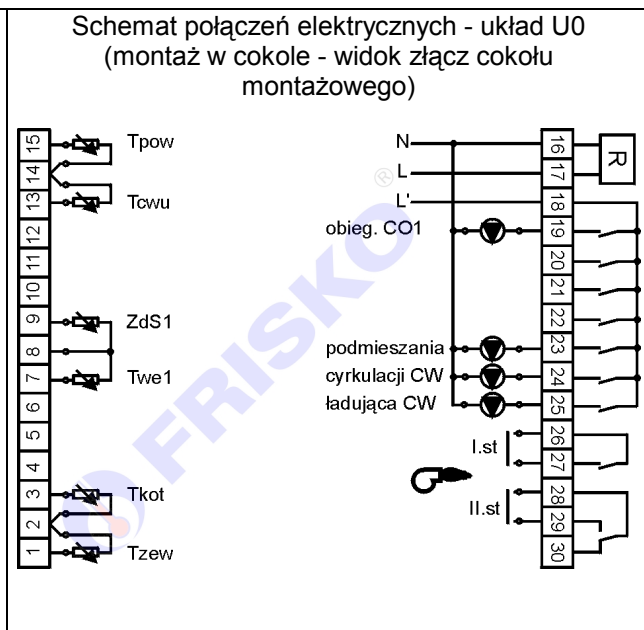 Schemat połączeń elektrycznych - układ U0
(montaż w cokole - widok złącz cokołu
montażowego)
15
Tpow
14
13
Tcwu
12
11
10
9
ZdS1
8
7
Twe1
6
5
4
3
Tkot
2
1
Tzew
N
16
R
L
17
L'
18
obieg. CO1
19
20
21
22
podmieszania
23
cyrkulacji CW
24
ładująca CW
25
I.st
26
27
II.st
28
29
30
FRISKO ®